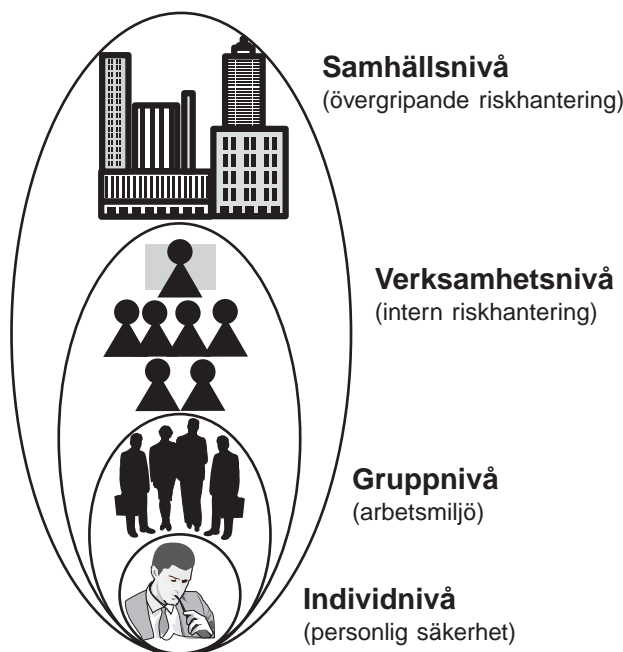 Samhällsnivå
(övergripande riskhantering)
Verksamhetsnivå
(intern riskhantering)
Gruppnivå
(arbetsmiljö)
Individnivå
(personlig säkerhet)